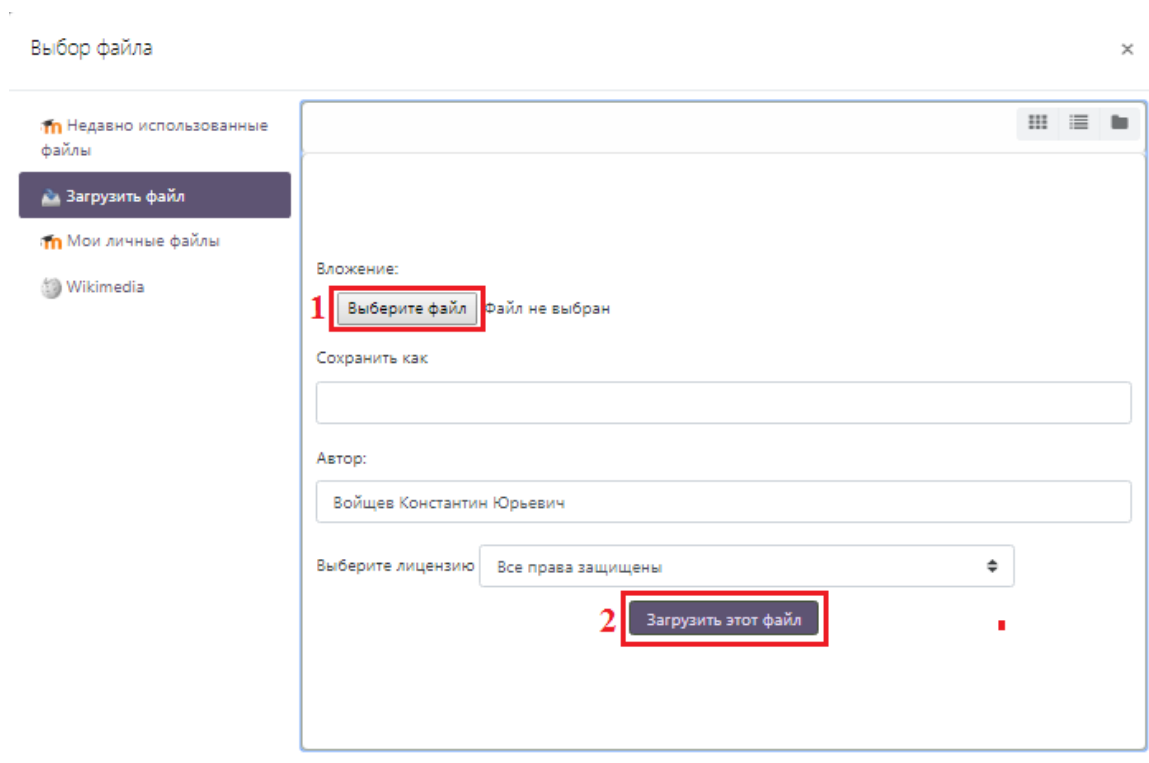 Выбор файла
×
Недавно использованные
файлы
Загрузить файл
Мои личные файлы
Wikimedia
Вложение:
1 Выберите файл Файл не выбран
Сохранить как
Автор:
Войщев Константин Юрьевич
Выберите лицензию Все права защищены
2 Загрузить этот файл